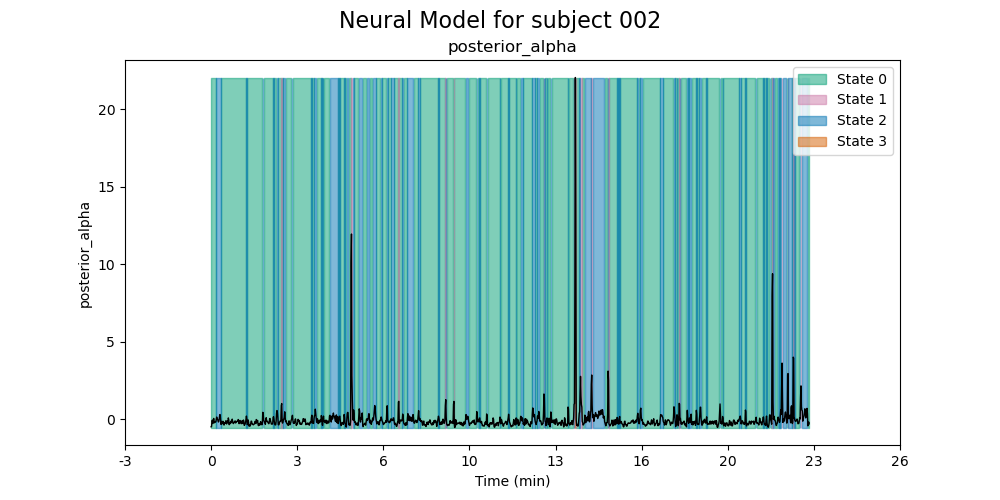 Neural Model for subject 002
posterior_alpha
State 0
State 1
State 2
State 3
posterior_alpha
20
15
10
5
0
-3 0 3 6 10 13 16 20 23 26
Time (min)